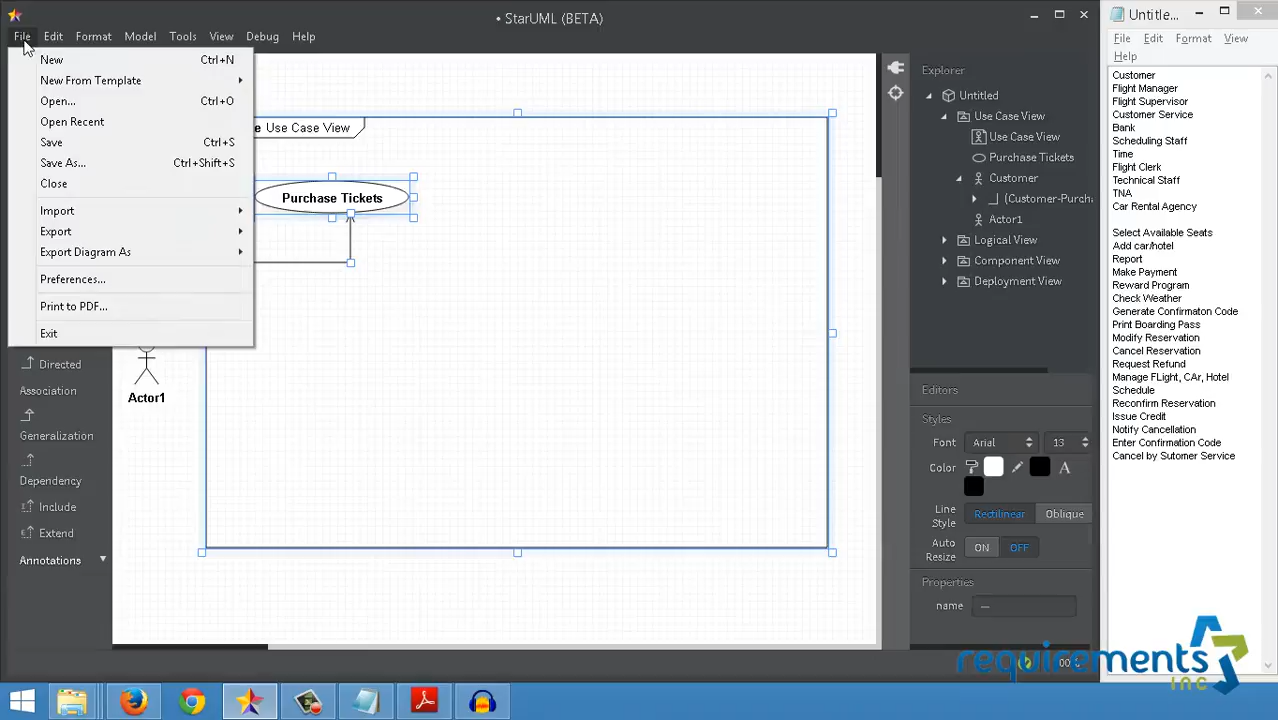 • StarUML (BETA)
File Edit Format Model Tools View Debug Help
New Ctrl+N
New From Template
Open... Ctrl+O
Open Recent
Save Ctrl+S
Save As... Ctrl+Shift+S
Close
Import
Export
Export Diagram As
Preferences...
Print to PDF...
Exit
Directed
Association
Generalization
Dependency
Include
Extend
Annotations
Use Case View
Purchase Tickets
Actor1
Explorer
Untitled
Use Case View
Use Case View
Purchase Tickets
Customer
(Customer-Purcha
Actor1
Logical View
Component View
Deployment View
Editors
Styles
Font Arial 13
Color A
Line
Style Rectilinear Oblique
Auto
Resize ON OFF
Properties
name —
Untitle...
File Edit Format View
Help
Customer
Flight Manager
Flight Supervisor
Customer Service
Bank
Scheduling Staff
Time
Flight Clerk
Technical Staff
TNA
Car Rental Agency
Select Available Seats
Add car/hotel
Report
Make Payment
Reward Program
Check Weather
Generate Confirmaton Code
Print Boarding Pass
Modify Reservation
Cancel Reservation
Request Refund
Manage FLight, CAr, Hotel
Schedule
Reconfirm Reservation
Issue Credit
Notify Cancellation
Enter Confirmation Code
Cancel by Sutomer Service
requirements
inc